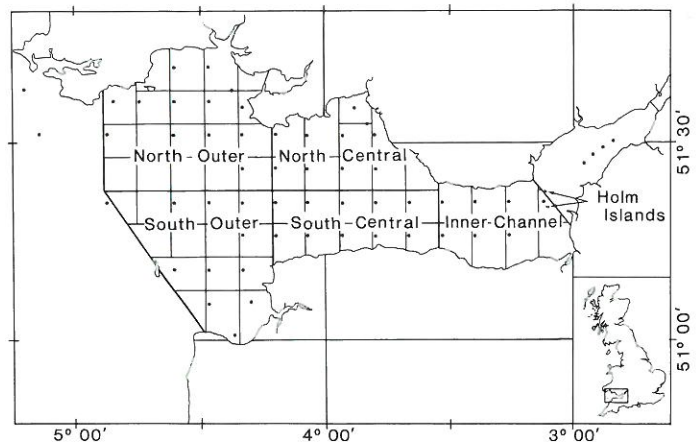 51°30′
North-Outer
North-Central
South-Outer
South-Central
Inner-Channel
Holm
Islands
51°00′
5°00′
4°00′
3°00′